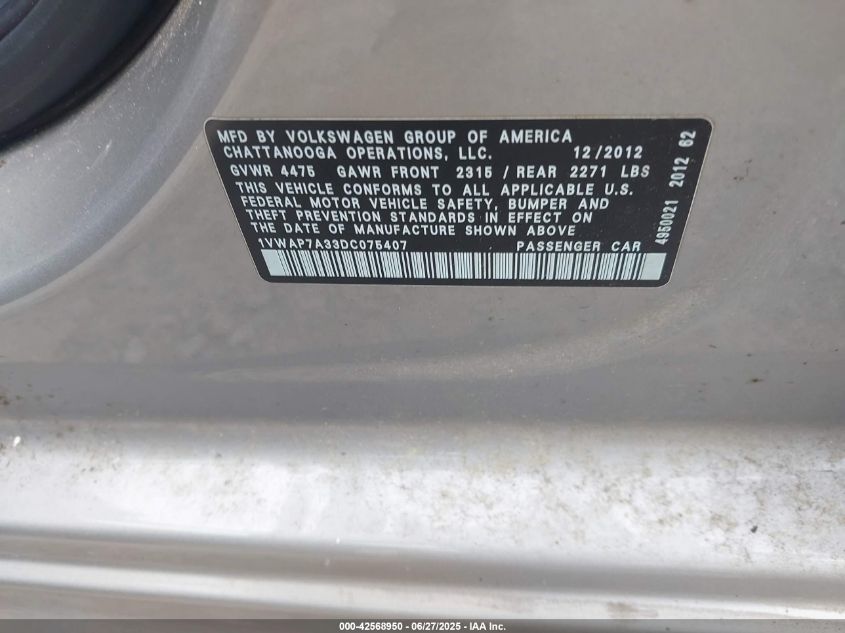 MFD BY VOLKSWAGEN GROUP OF AMERICA
CHATTANOOGA OPERATIONS, LLC. 12/2012
GVWR 4475 GAWR FRONT 2315 / REAR 2271 LBS
THIS VEHICLE CONFORMS TO ALL APPLICABLE U.S.
FEDERAL MOTOR VEHICLE SAFETY, BUMPER AND
THEFT PREVENTION STANDARDS IN EFFECT ON
THE DATE OF MANUFACTURE SHOWN ABOVE
1VWAP7A33DC075407 PASSENGER CAR
4950021 2012 62
000-42568950 - 06/27/2025 - IAA Inc.